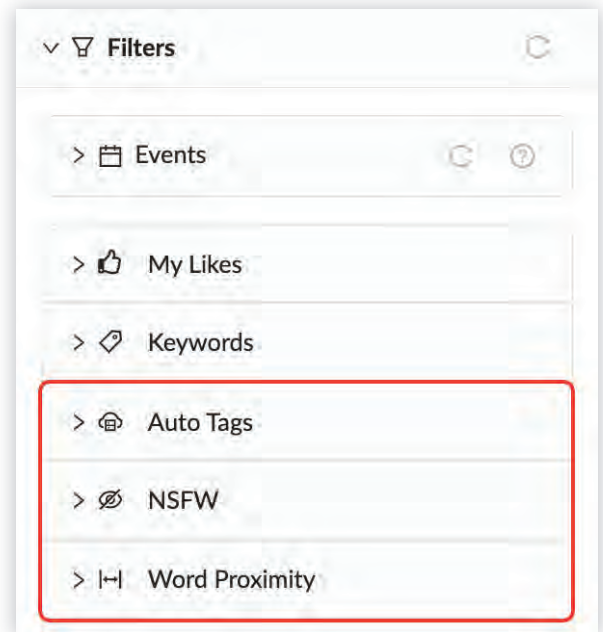 Filters
Events
My Likes
Keywords
Auto Tags
NSFW
Word Proximity